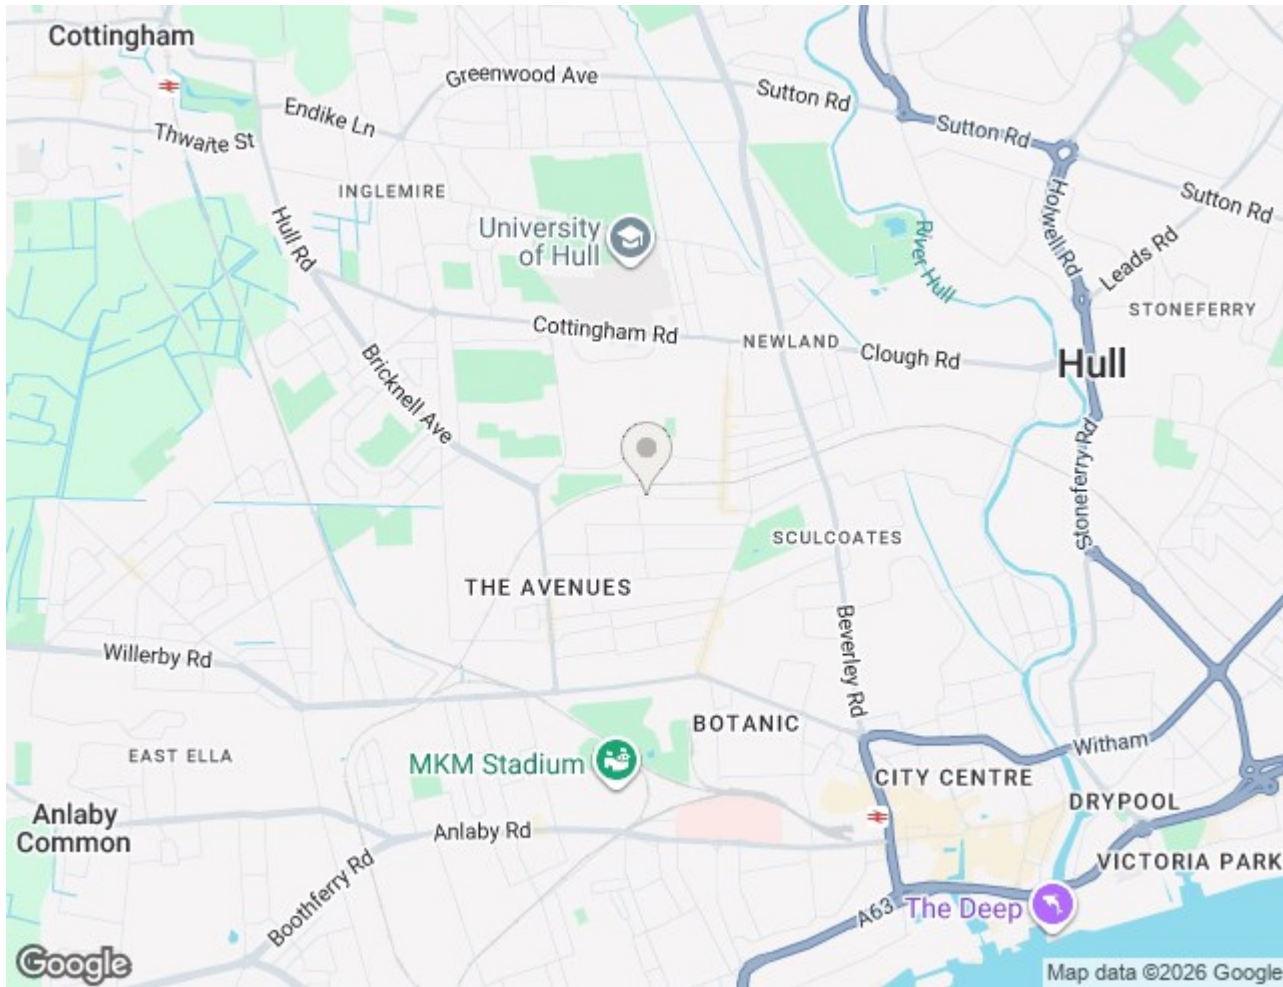 Cottingham
Greenwood Ave
Sutton Rd
Endike Ln
Sutton Rd
Thwaite St
INGLEMIRE
Holwell Rd
Sutton Rd
Hull Rd
University
of Hull
River Hull
Leads Rd
STONEFERRY
Cottingham Rd
NEWLAND
Clough Rd
Hull
Bricknell Ave
Stoneferry Rd
SCULCOATES
THE AVENUES
Willerby Rd
Beverley Rd
BOTANIC
Witham
EAST ELLA
MKM Stadium
CITY CENTRE
DRYPOOL
Anlaby
Common
Anlaby Rd
VICTORIA PARK
Boothferry Rd
A63
The Deep
Google
Map data ©2026 Google